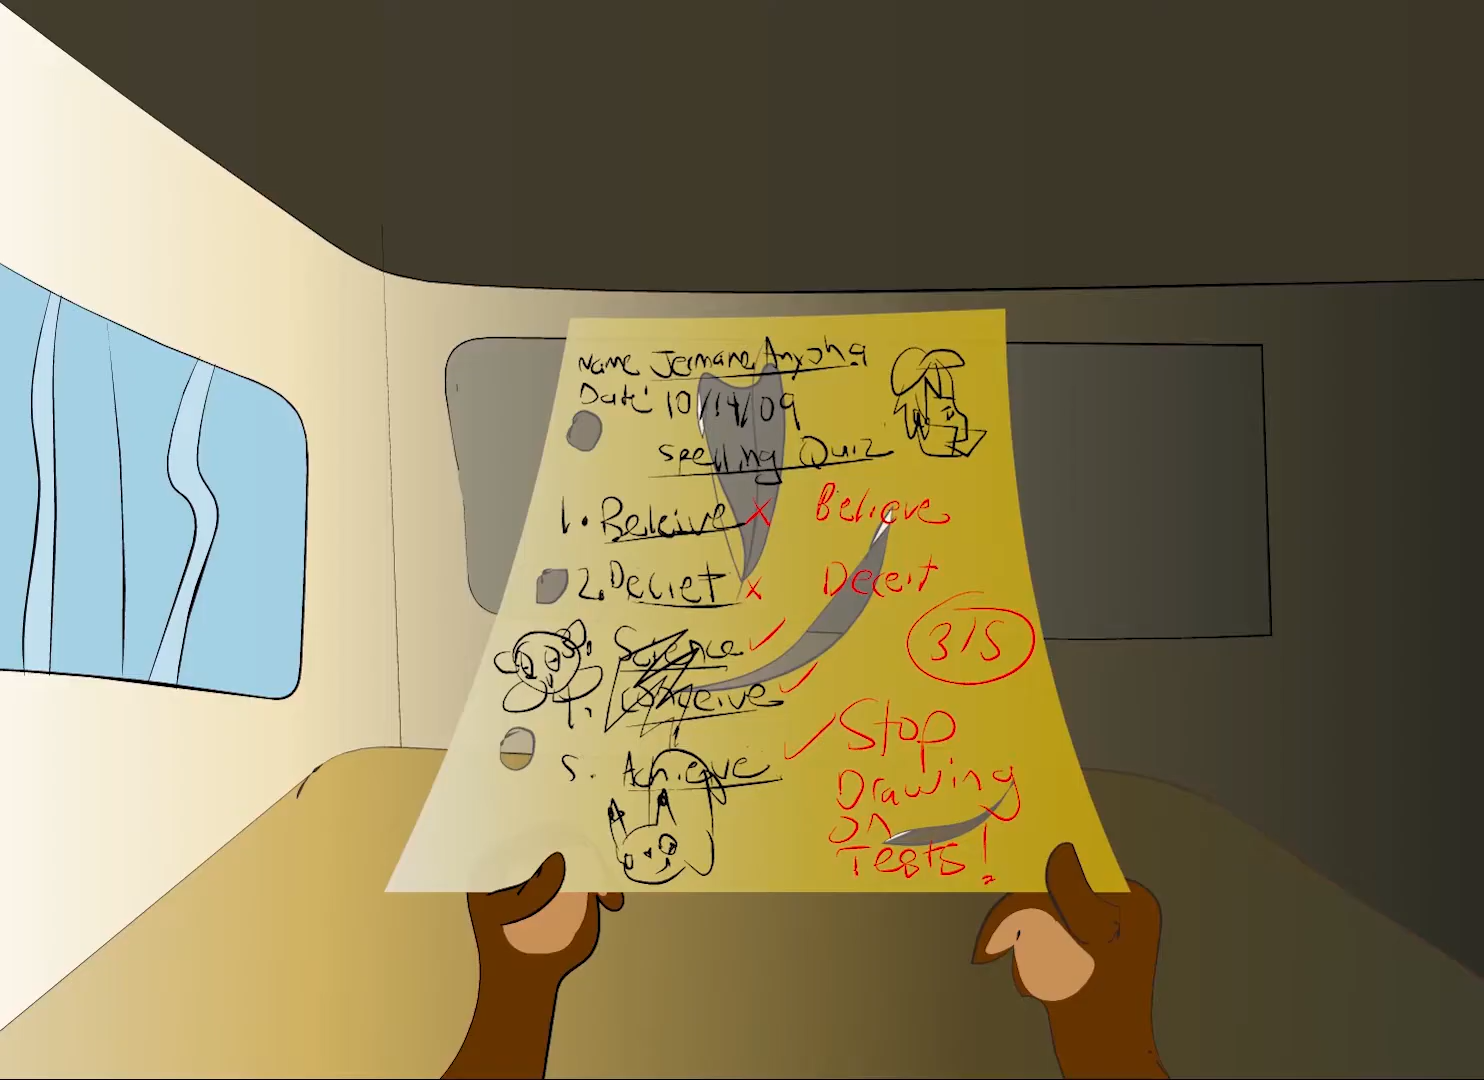 Name Jermane Anyoha
Date: 10/14/09
Spelling Quiz
1. Beleive x Believe
2. Deciet x Deceit
3. Science ✓
3/5
4. Conceive ✓
5. Achieve ✓
Stop
Drawing
on
Tests!